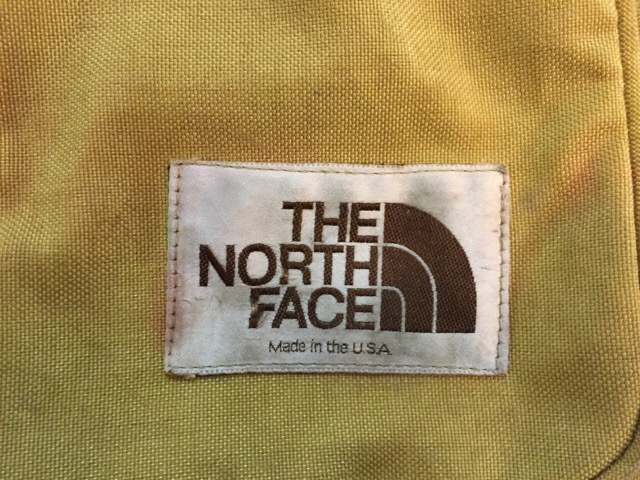 THE
NORTH
FACE
Made in the U.S.A.